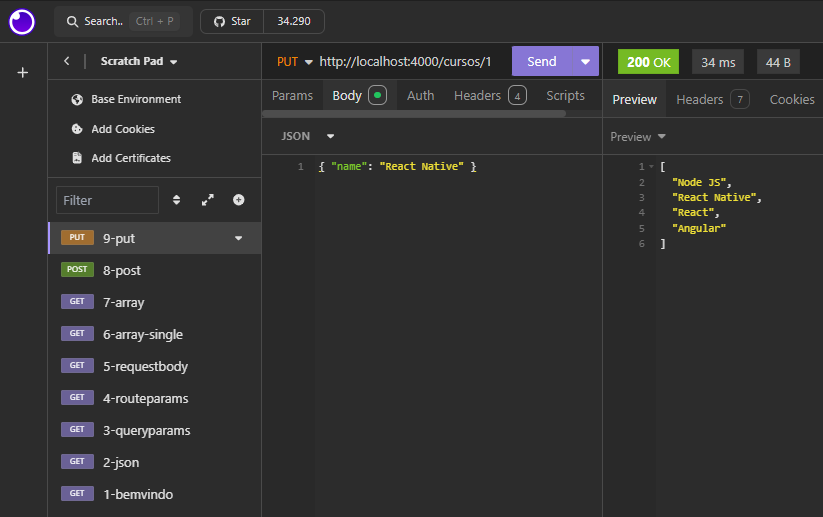 Search.. Ctrl + P Star 34.290
Scratch Pad
Base Environment
Add Cookies
Add Certificates
Filter
PUT 9-put
POST 8-post
GET 7-array
GET 6-array-single
GET 5-requestbody
GET 4-routeparams
GET 3-queryparams
GET 2-json
GET 1-bemvindo
PUT http://localhost:4000/cursos/1 Send
Params Body Auth Headers 4 Scripts
JSON
1 { "name": "React Native" }
200 OK 34 ms 44 B
Preview Headers 7 Cookies
Preview
1 [
2 "Node JS",
3 "React Native",
4 "React",
5 "Angular"
6 ]